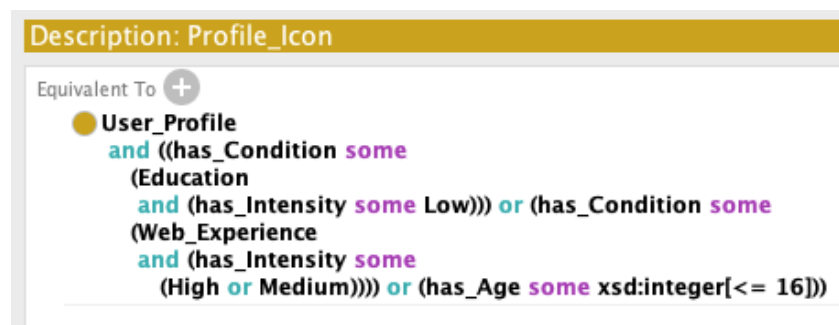 Description: Profile_Icon
Equivalent To +
User_Profile
and ((has_Condition some
(Education
and (has_Intensity some Low))) or (has_Condition some
(Web_Experience
and (has_Intensity some
(High or Medium)))) or (has_Age some xsd:integer[<= 16]))